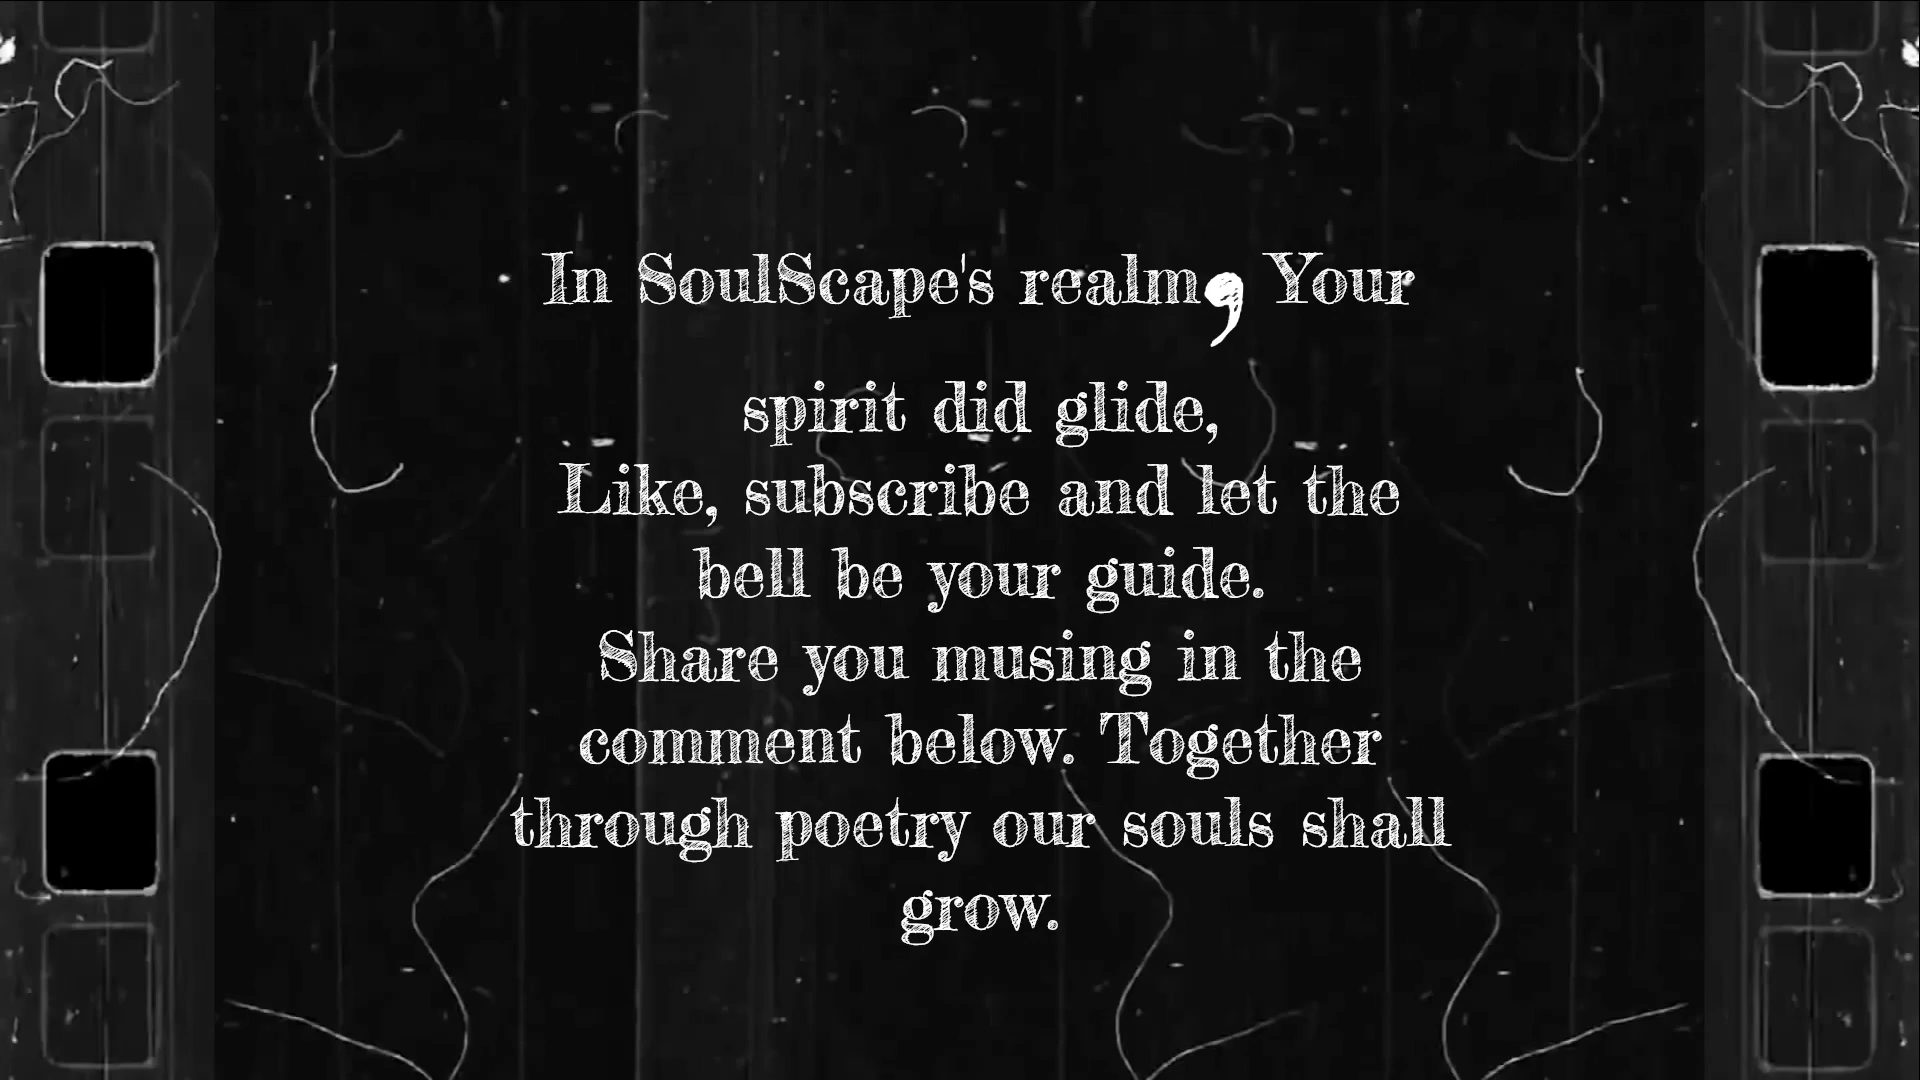 In SoulScape's realm, Your
spirit did glide,
Like, subscribe and let the
bell be your guide.
Share you musing in the
comment below. Together
through poetry our souls shall
grow.